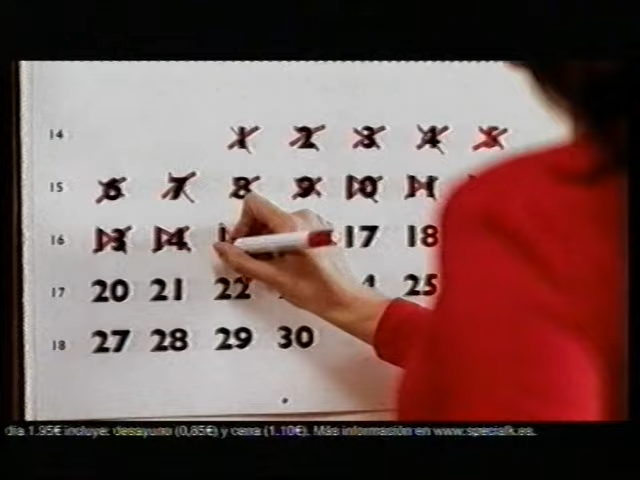 14 1 2 3 4 5
15 6 7 8 9 10 11
16 13 14 17 18
17 20 21 22 25
18 27 28 29 30
día 1.95€ incluye: desayuno (0,85€) y cena (1.10€). Más información en www.specialk.es.